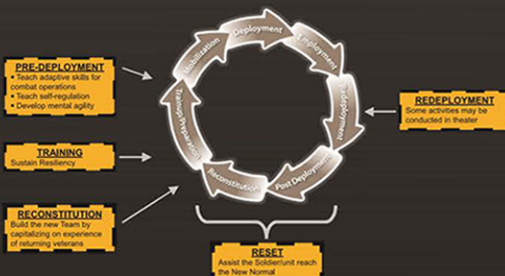 PRE-DEPLOYMENT
▪ Teach adaptive skills for
combat operations
▪ Teach self-regulation
▪ Develop mental agility
TRAINING
Sustain Resiliency
RECONSTITUTION
Build the new Team by
capitalizing on experience
of returning veterans
Mobilization
Deployment
Employment
Redeployment
Post Deployment
Reconstitution
Trainup/Preparation
REDEPLOYMENT
Some activities may be
conducted in theater
RESET
Assist the Soldier/unit reach
the New Normal